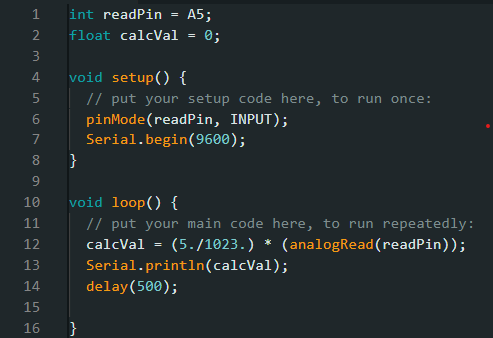 1 int readPin = A5;
2 float calcVal = 0;
3
4 void setup() {
5 // put your setup code here, to run once:
6 pinMode(readPin, INPUT);
7 Serial.begin(9600);
8 }
9
10 void loop() {
11 // put your main code here, to run repeatedly:
12 calcVal = (5./1023.) * (analogRead(readPin));
13 Serial.println(calcVal);
14 delay(500);
15
16 }